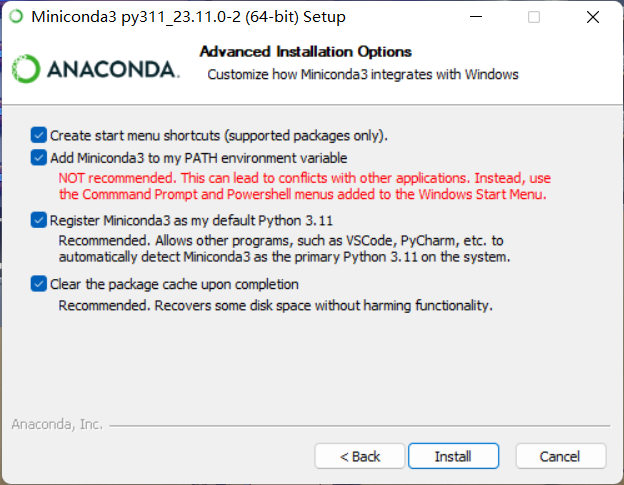 Miniconda3 py311_23.11.0-2 (64-bit) Setup
ANACONDA.
Advanced Installation Options
Customize how Miniconda3 integrates with Windows
Create start menu shortcuts (supported packages only).
Add Miniconda3 to my PATH environment variable
NOT recommended. This can lead to conflicts with other applications. Instead, use
the Commmand Prompt and Powershell menus added to the Windows Start Menu.
Register Miniconda3 as my default Python 3.11
Recommended. Allows other programs, such as VSCode, PyCharm, etc. to
automatically detect Miniconda3 as the primary Python 3.11 on the system.
Clear the package cache upon completion
Recommended. Recovers some disk space without harming functionality.
Anaconda, Inc.
< Back
Install
Cancel